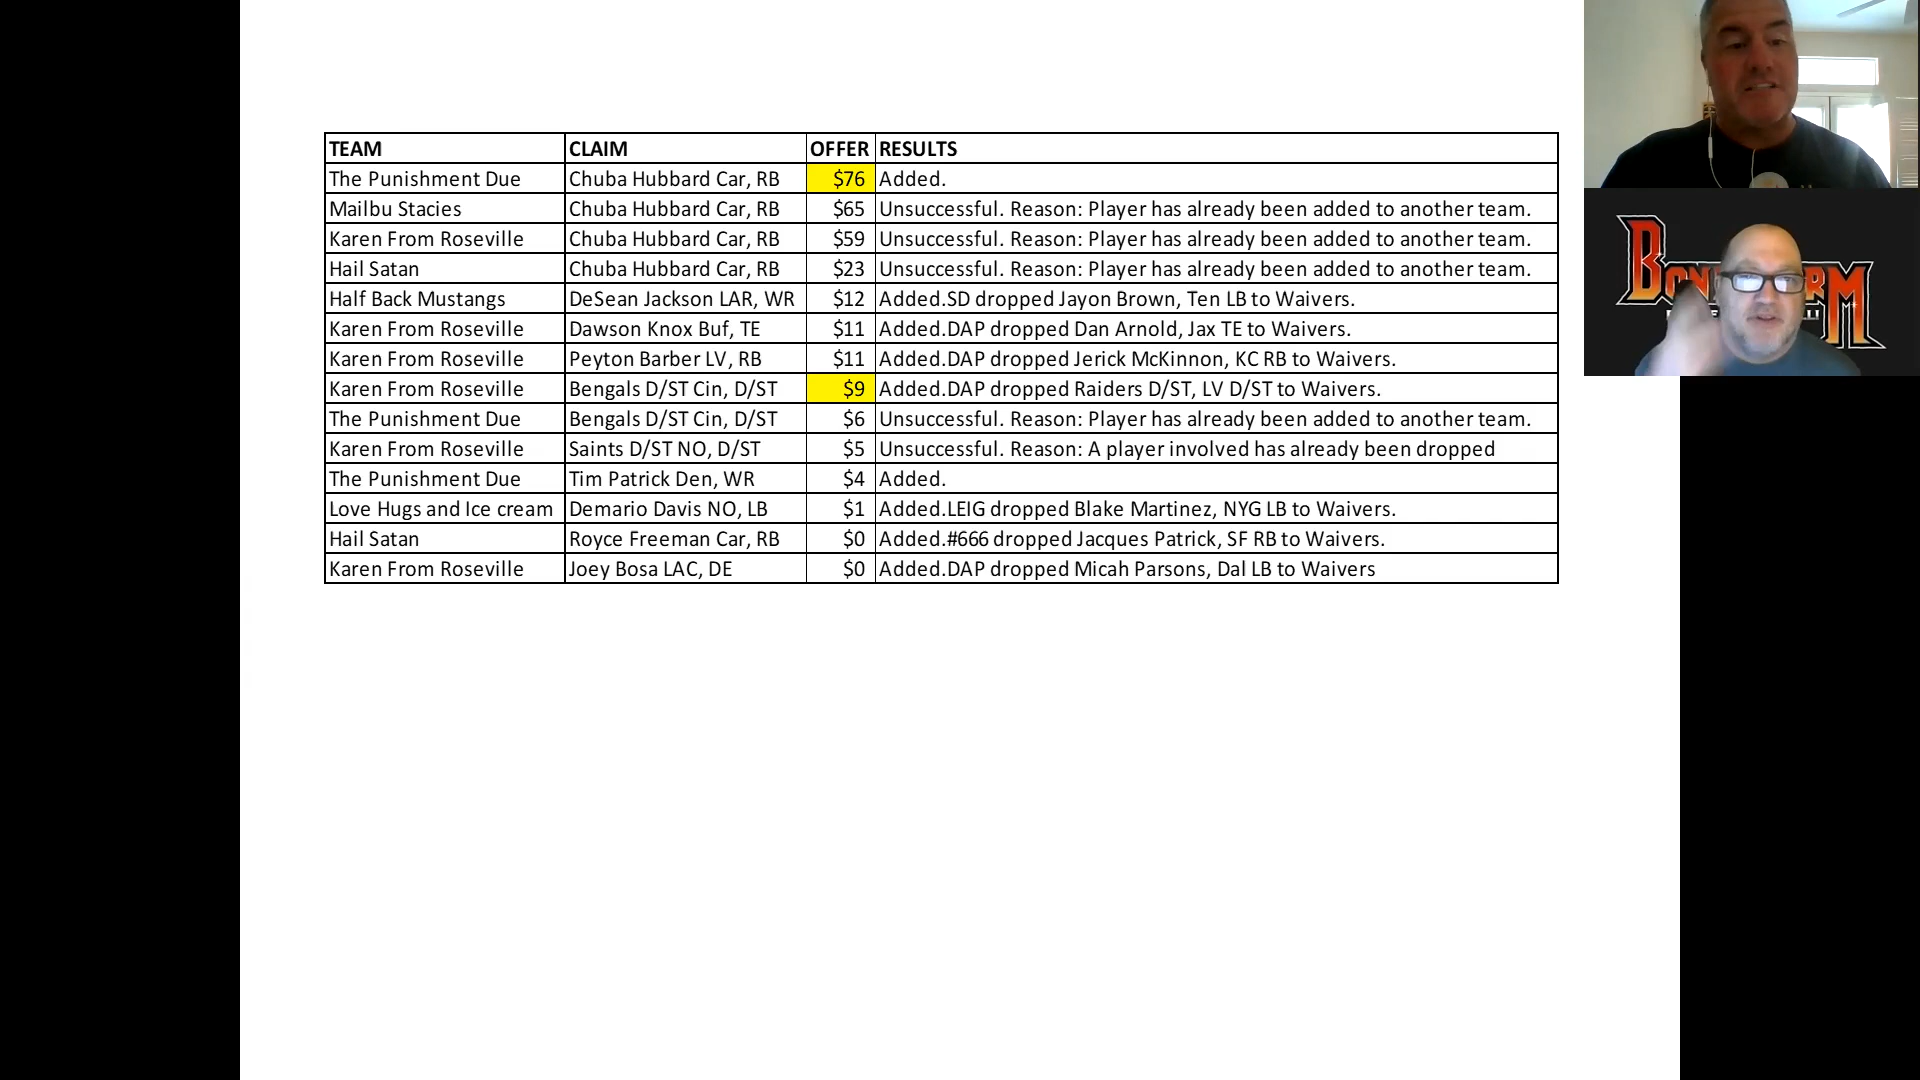 TEAM CLAIM OFFER RESULTS
The Punishment Due Chuba Hubbard Car, RB $76 Added.
Mailbu Stacies Chuba Hubbard Car, RB $65 Unsuccessful. Reason: Player has already been added to another team.
Karen From Roseville Chuba Hubbard Car, RB $59 Unsuccessful. Reason: Player has already been added to another team.
Hail Satan Chuba Hubbard Car, RB $23 Unsuccessful. Reason: Player has already been added to another team.
Half Back Mustangs DeSean Jackson LAR, WR $12 Added.SD dropped Jayon Brown, Ten LB to Waivers.
Karen From Roseville Dawson Knox Buf, TE $11 Added.DAP dropped Dan Arnold, Jax TE to Waivers.
Karen From Roseville Peyton Barber LV, RB $11 Added.DAP dropped Jerick McKinnon, KC RB to Waivers.
Karen From Roseville Bengals D/ST Cin, D/ST $9 Added.DAP dropped Raiders D/ST, LV D/ST to Waivers.
The Punishment Due Bengals D/ST Cin, D/ST $6 Unsuccessful. Reason: Player has already been added to another team.
Karen From Roseville Saints D/ST NO, D/ST $5 Unsuccessful. Reason: A player involved has already been dropped
The Punishment Due Tim Patrick Den, WR $4 Added.
Love Hugs and Ice cream Demario Davis NO, LB $1 Added.LEIG dropped Blake Martinez, NYG LB to Waivers.
Hail Satan Royce Freeman Car, RB $0 Added.#666 dropped Jacques Patrick, SF RB to Waivers.
Karen From Roseville Joey Bosa LAC, DE $0 Added.DAP dropped Micah Parsons, Dal LB to Waivers